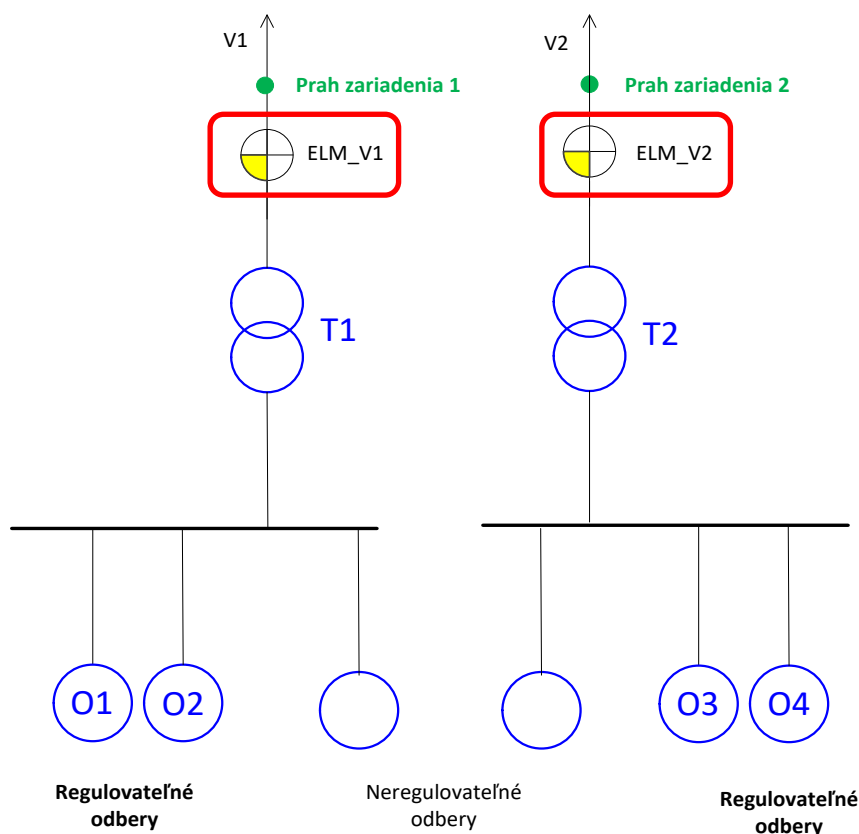 V1
V2
Prah zariadenia 1
Prah zariadenia 2
ELM_V1
ELM_V2
T1
T2
O1
O2
O3
O4
Regulovateľné
odbery
Neregulovateľné
odbery
Regulovateľné
odbery